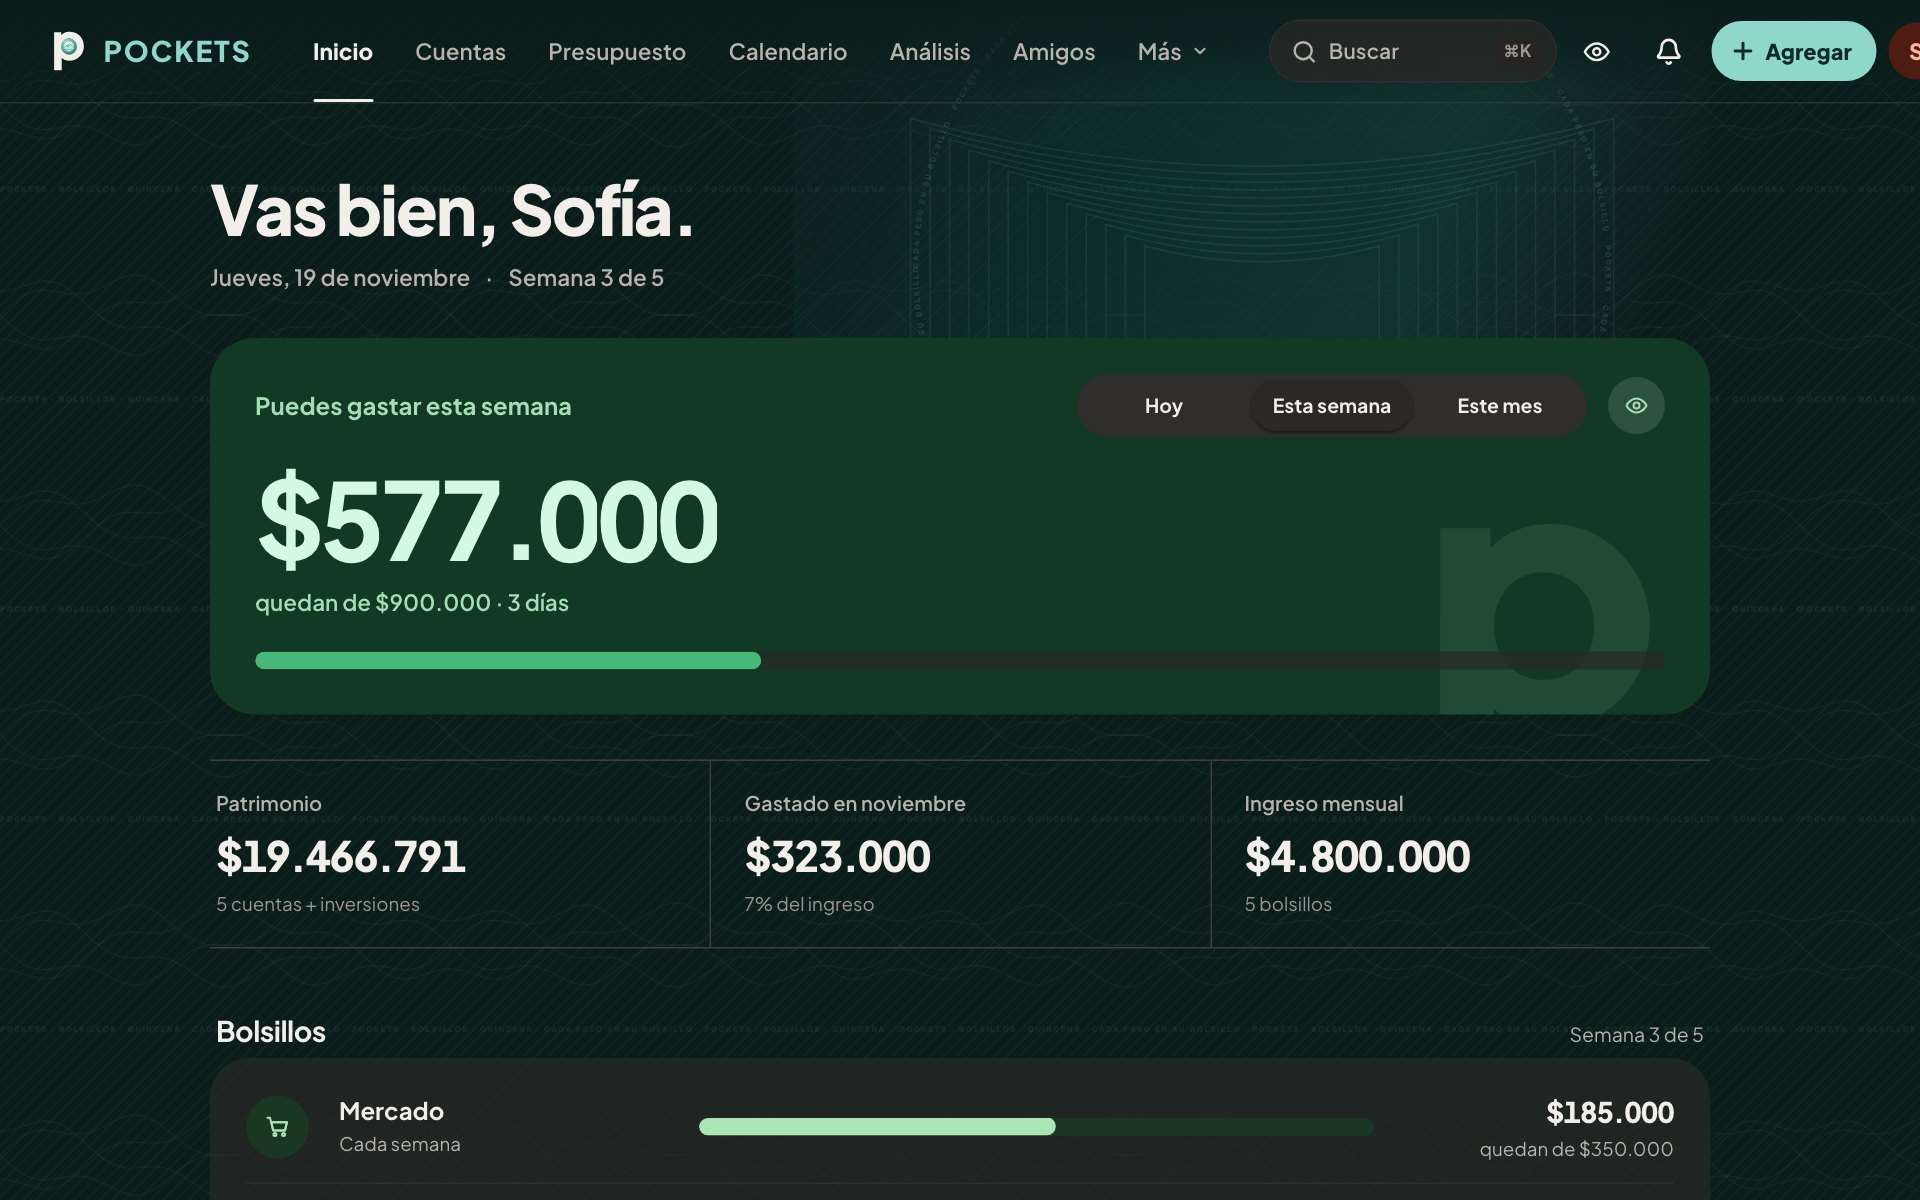 POCKETS
Inicio
Cuentas
Presupuesto
Calendario
Análisis
Amigos
Más
Buscar
⌘K
Agregar
S
Vas bien, Sofía.
Jueves, 19 de noviembre · Semana 3 de 5
Puedes gastar esta semana
Hoy
Esta semana
Este mes
$577.000
quedan de $900.000 · 3 días
Patrimonio
$19.466.791
5 cuentas + inversiones
Gastado en noviembre
$323.000
7% del ingreso
Ingreso mensual
$4.800.000
5 bolsillos
Bolsillos
Semana 3 de 5
Mercado
Cada semana
$185.000
quedan de $350.000